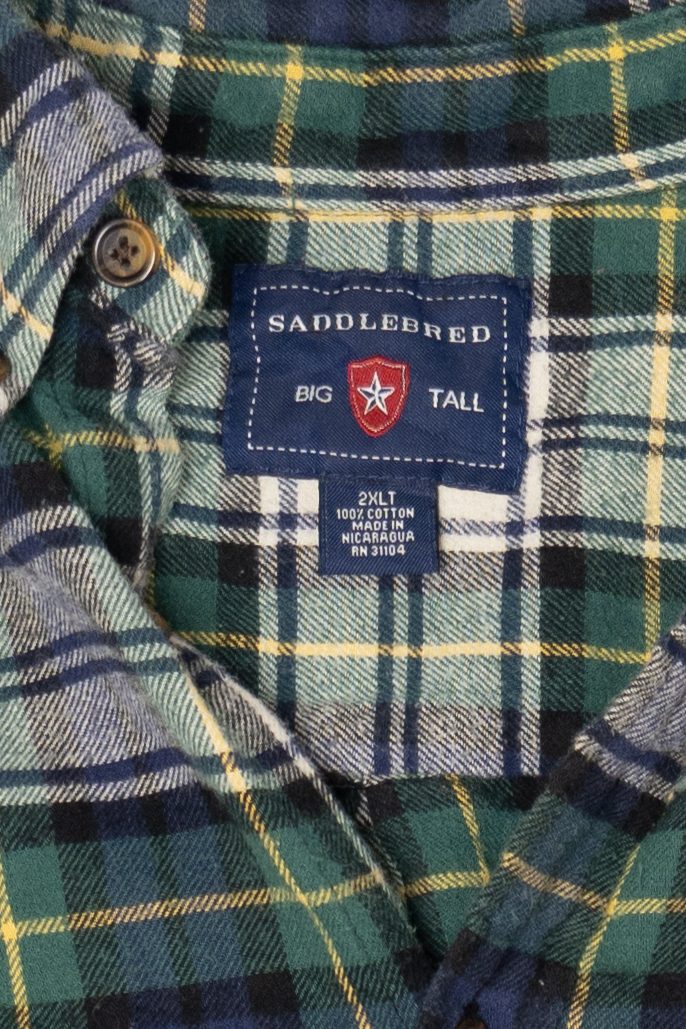 SADDLEBRED
BIG TALL
2XLT
100% COTTON
MADE IN
NICARAGUA
RN 31104